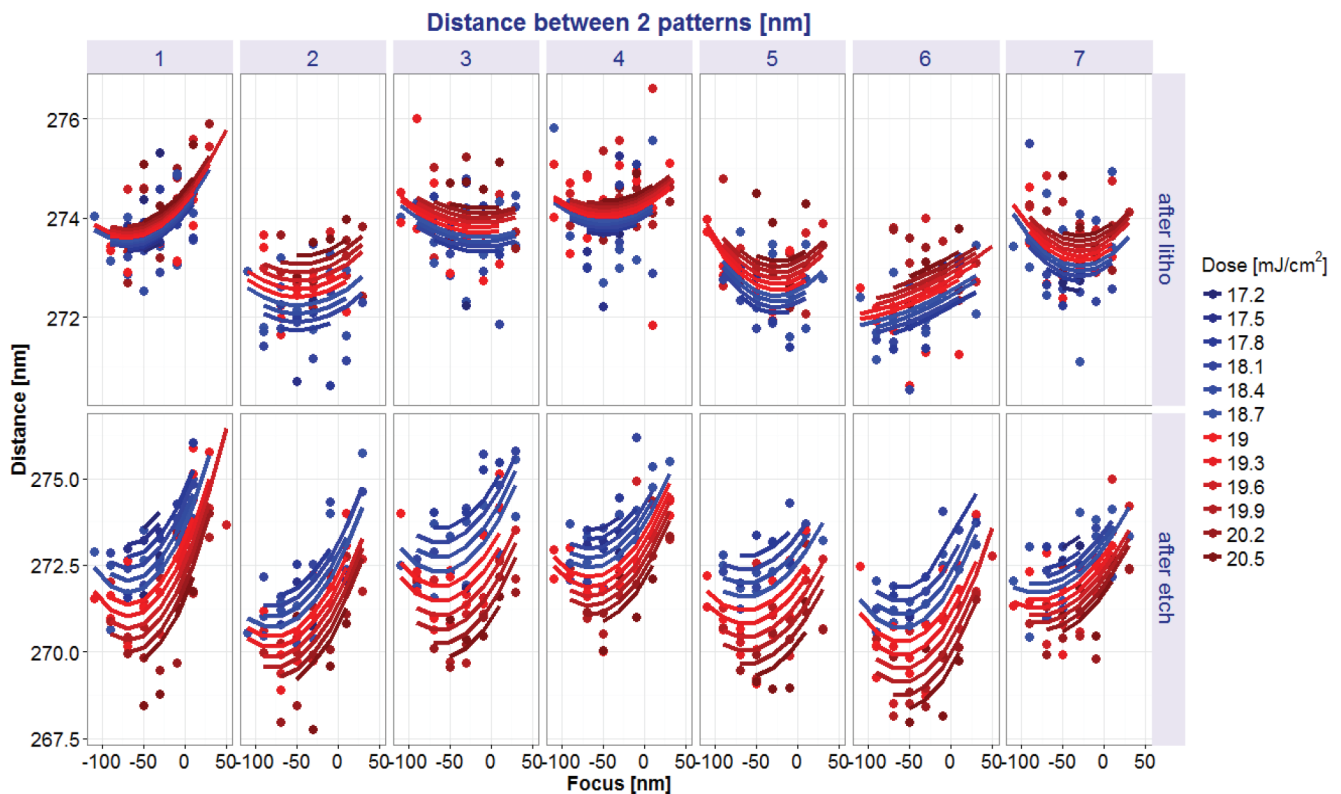 Distance between 2 patterns [nm]
1 2 3 4 5 6 7
276
274
272
after litho
Distance [nm]
275.0
272.5
270.0
267.5
after etch
-100 -50 0 50 -100 -50 0 50 -100 -50 0 50 -100 -50 0 50 -100 -50 0 50 -100 -50 0 50 -100 -50 0 50
Focus [nm]
Dose [mJ/cm²]
17.2
17.5
17.8
18.1
18.4
18.7
19
19.3
19.6
19.9
20.2
20.5